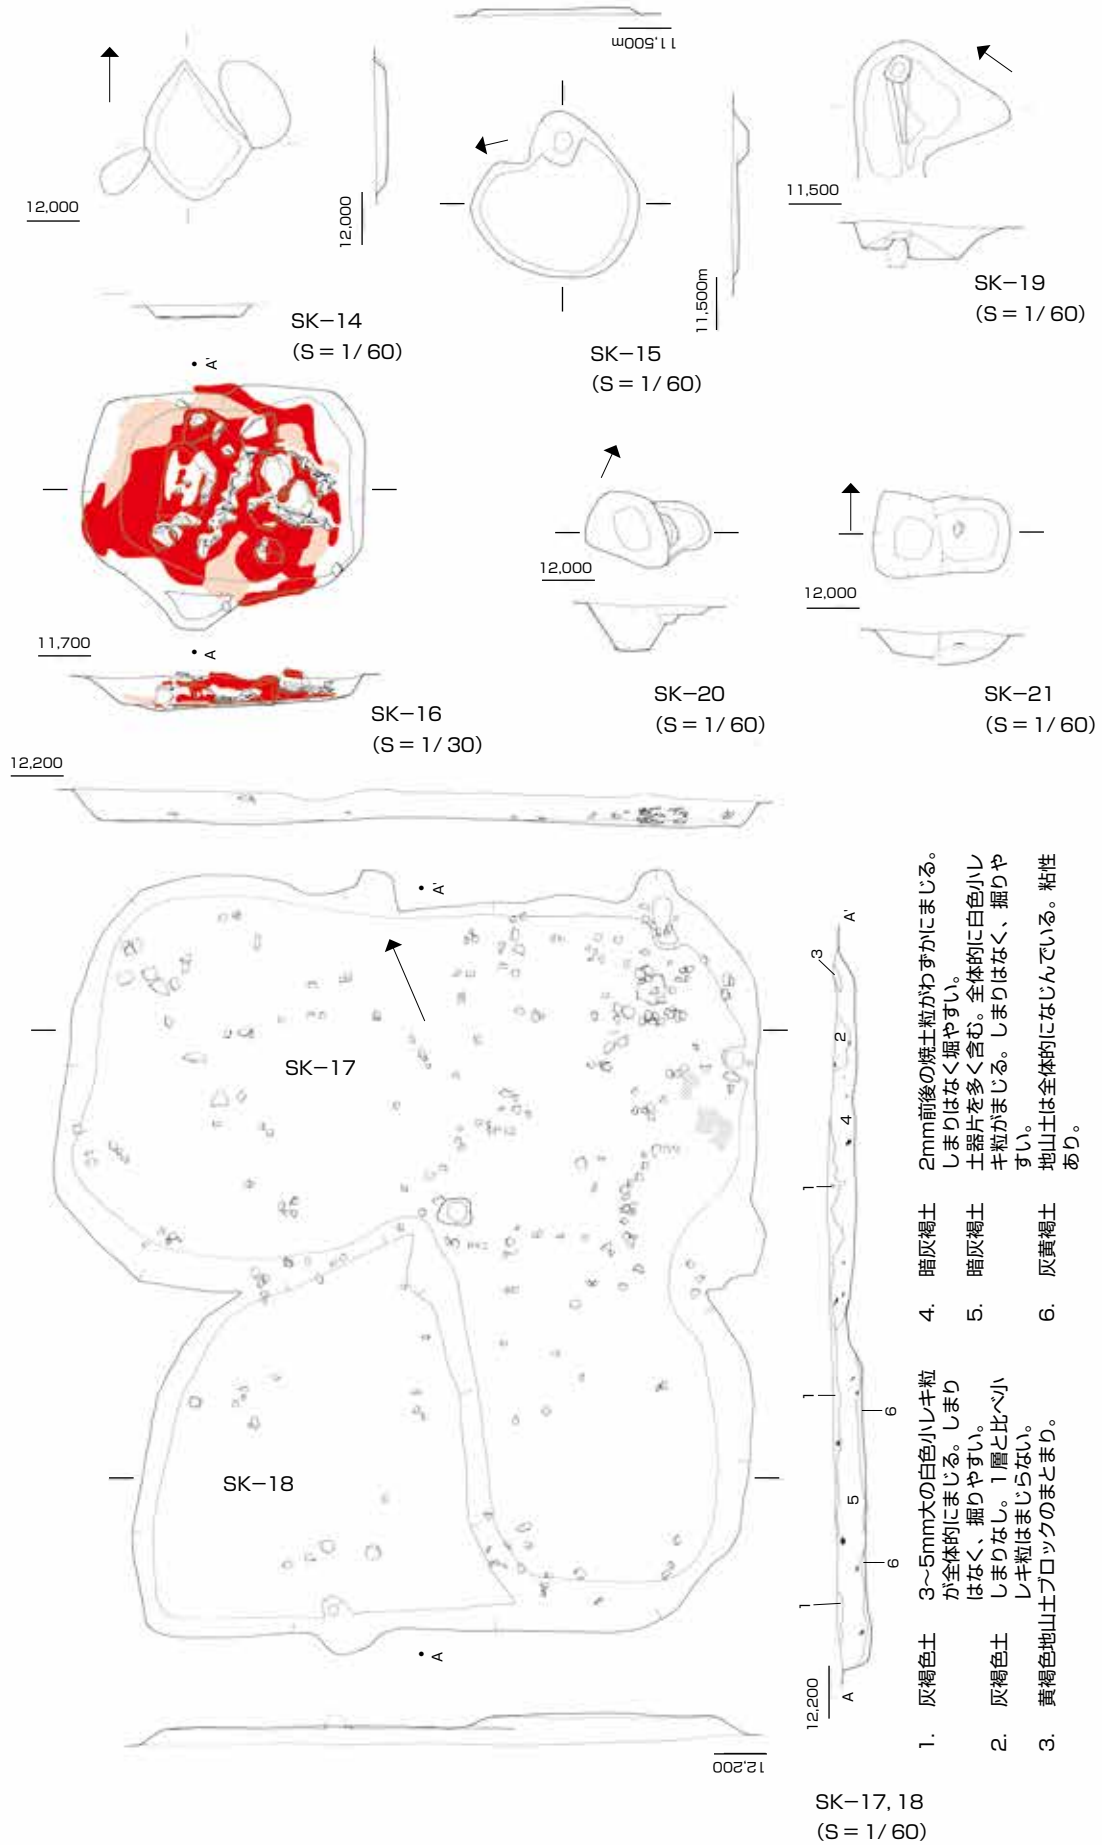 11,500m
12,000
12,000
SK−14
(S = 1/ 60)
11,500m
SK−15
(S = 1/ 60)
11,500
SK−19
(S = 1/ 60)
A'
11,700
A
SK−16
(S = 1/ 30)
12,000
SK−20
(S = 1/ 60)
12,000
SK−21
(S = 1/ 60)
12,200
A'
SK−17
SK−18
A
12,200
A'
3
2
4
1
1
6
5
6
1
12,200
A
1. 灰褐色土 3~5mm大の白色小レキ粒
が全体的にまじる。しまり
はなく、掘りやすい。
2. 灰褐色土 しまりなし。1層と比べ小
レキ粒はまじらない。
3. 黄褐色地山土ブロックのまとまり。
4. 暗灰褐土 2mm前後の焼土粒がわずかにまじる。
しまりはなく堀やすい。
5. 暗灰褐土 土器片を多く含む。全体的に白色小レ
キ粒がまじる。しまりはなく、掘りや
すい。
6. 灰黄褐土 地山土は全体的になじんでいる。粘性
あり。
SK−17, 18
(S = 1/ 60)